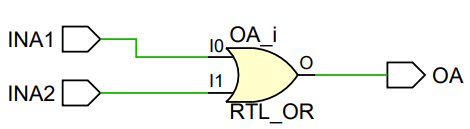 INA1
I0
OA_i
O
OA
INA2
I1
RTL_OR